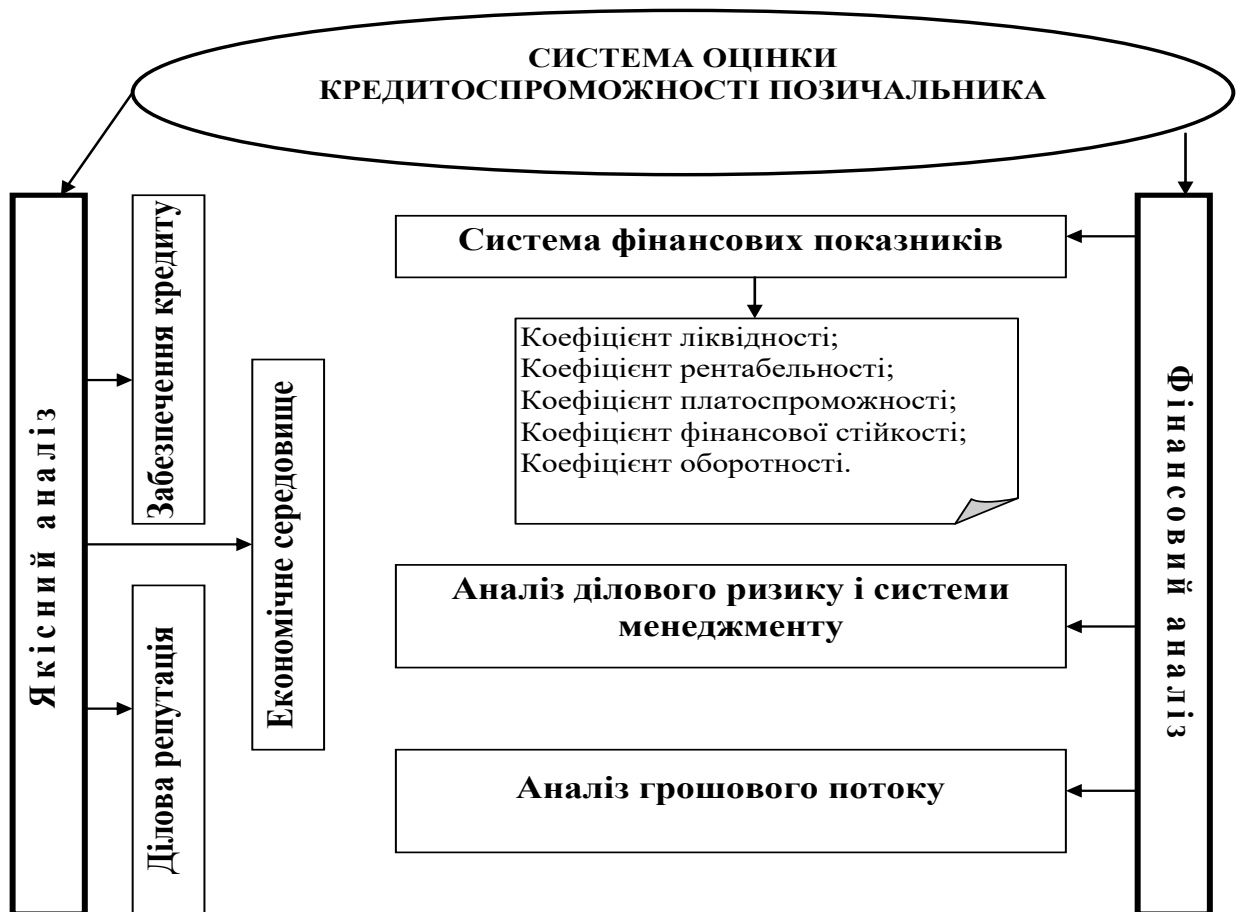 СИСТЕМА ОЦІНКИ
КРЕДИТОСПРОМОЖНОСТІ ПОЗИЧАЛЬНИКА
Якісний аналіз
Забезпечення кредиту
Економічне середовище
Ділова репутація
Система фінансових показників
Коефіцієнт ліквідності;
Коефіцієнт рентабельності;
Коефіцієнт платоспроможності;
Коефіцієнт фінансової стійкості;
Коефіцієнт оборотності.
Аналіз ділового ризику і системи
менеджменту
Аналіз грошового потоку
Фінансовий аналіз